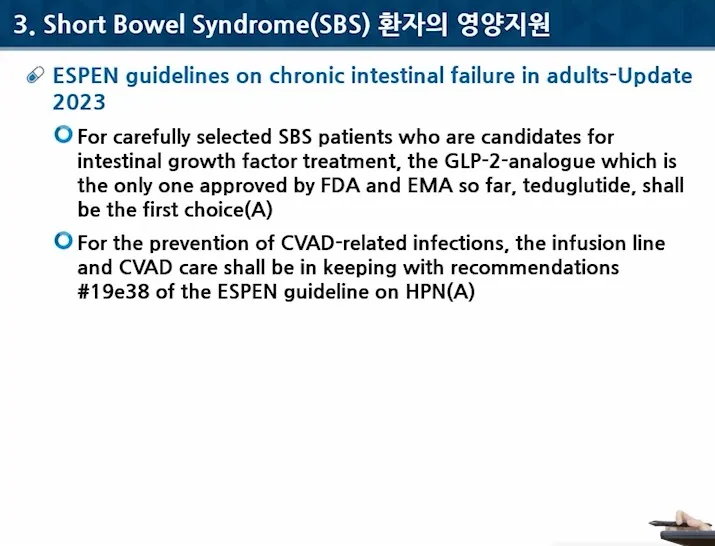 3. Short Bowel Syndrome(SBS) 환자의 영양지원
ESPEN guidelines on chronic intestinal failure in adults-Update
2023
For carefully selected SBS patients who are candidates for
intestinal growth factor treatment, the GLP-2-analogue which is
the only one approved by FDA and EMA so far, teduglutide, shall
be the first choice(A)
For the prevention of CVAD-related infections, the infusion line
and CVAD care shall be in keeping with recommendations
#19e38 of the ESPEN guideline on HPN(A)